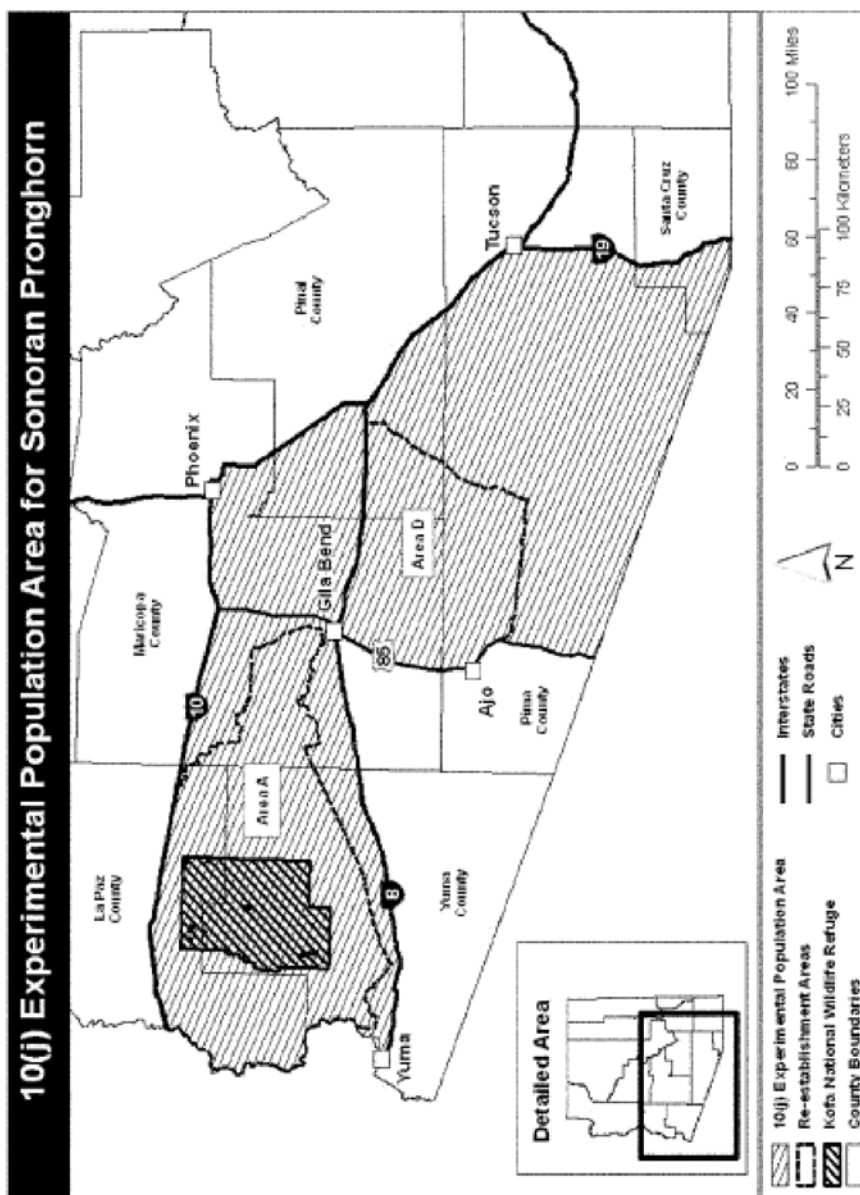 10(j) Experimental Population Area for Sonoran Pronghorn
La Paz
County
Maricopa
County
Phoenix
Pinal
County
10
Area A
Gila Bend
Area D
85
Tucson
19
Santa Cruz
County
8
Yuma
Yuma
County
Ajo
Pima
County
Detailed Area
10(j) Experimental Population Area
Re-establishment Areas
Kofa National Wildlife Refuge
County Boundaries
Interstates
State Roads
Cities
N
0 20 40 60 80 100 Miles
0 25 50 75 100 Kilometers